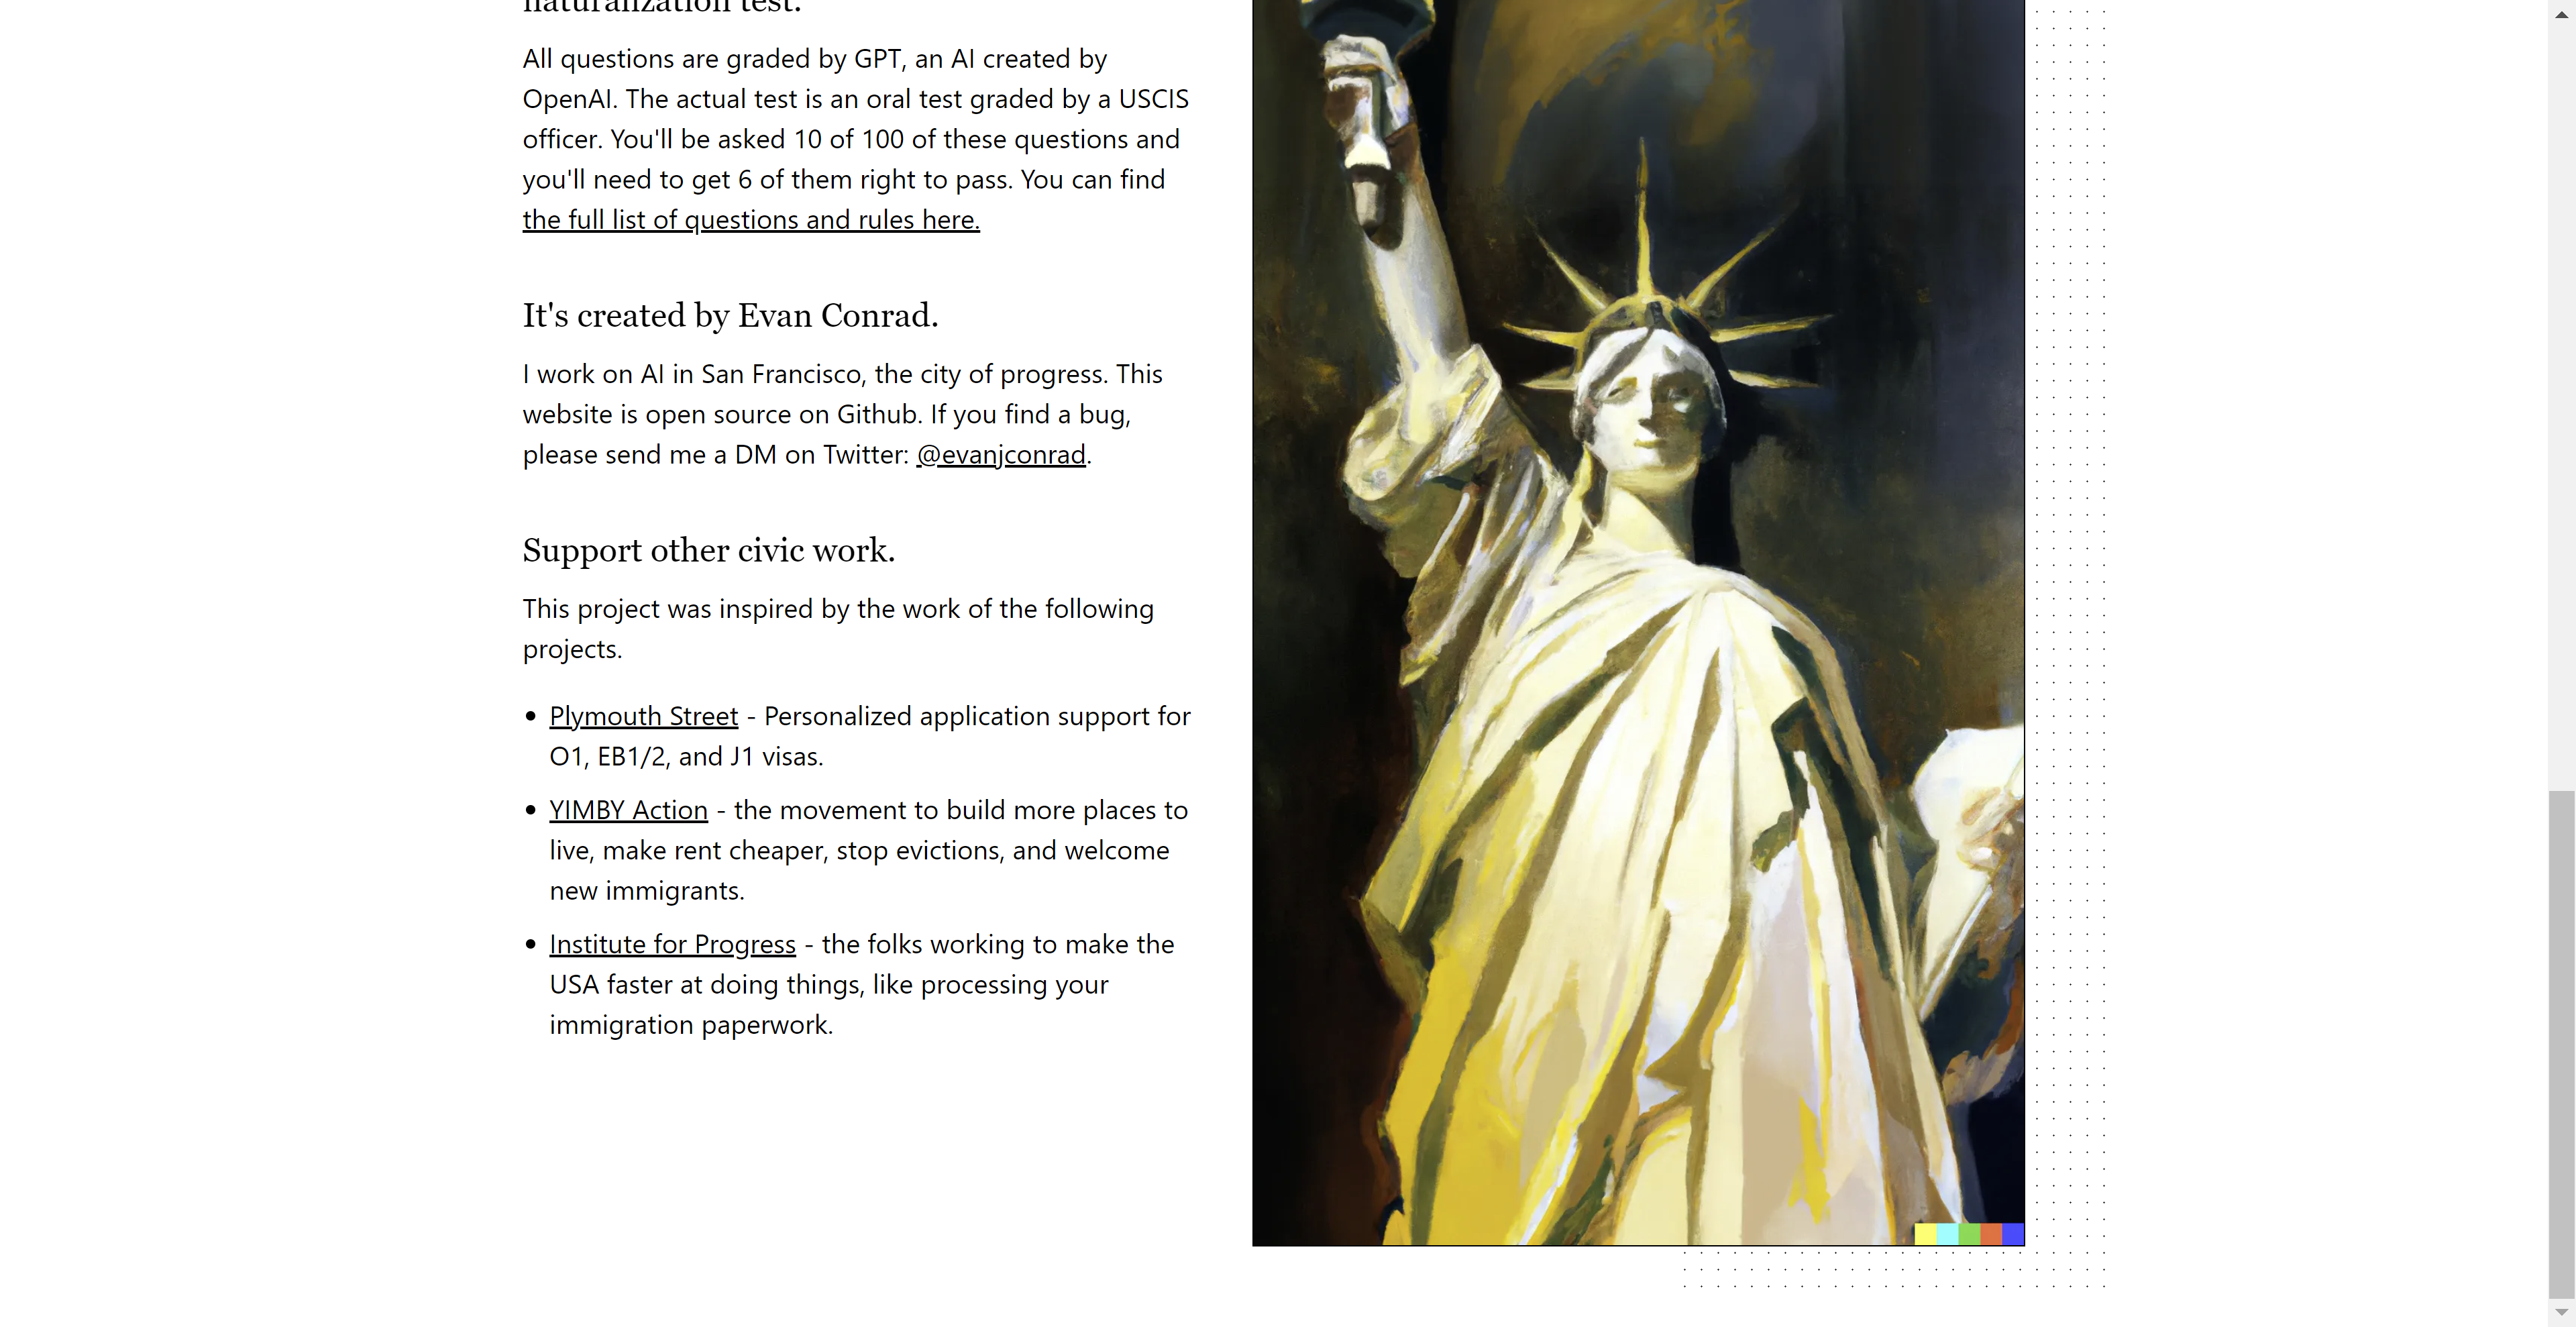 naturalization test.
All questions are graded by GPT, an AI created by
OpenAI. The actual test is an oral test graded by a USCIS
officer. You'll be asked 10 of 100 of these questions and
you'll need to get 6 of them right to pass. You can find
the full list of questions and rules here.
It's created by Evan Conrad.
I work on AI in San Francisco, the city of progress. This
website is open source on Github. If you find a bug,
please send me a DM on Twitter: @evanjconrad.
Support other civic work.
This project was inspired by the work of the following
projects.
• Plymouth Street - Personalized application support for
O1, EB1/2, and J1 visas.
• YIMBY Action - the movement to build more places to
live, make rent cheaper, stop evictions, and welcome
new immigrants.
• Institute for Progress - the folks working to make the
USA faster at doing things, like processing your
immigration paperwork.